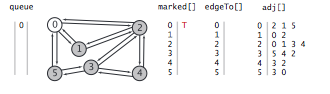 queue marked[] edgeTo[] adj[]
0 0 2 0 T 0 0 2 1 5
1 1 1 1 0 2
2 2 2 0 1 3 4
3 3 3 3 5 4 2
5 4 4 4 4 3 2
5 5 5 3 0